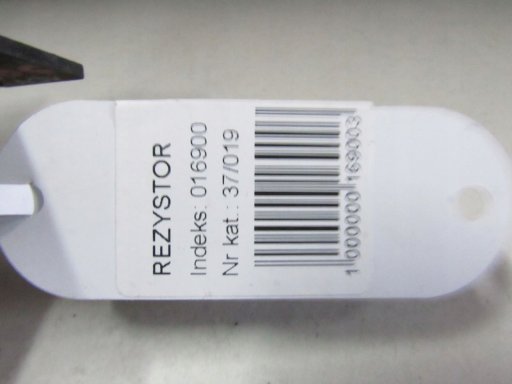 REZYSTOR
Indeks: 016900
Nr kat.: 37/019
1000000169003